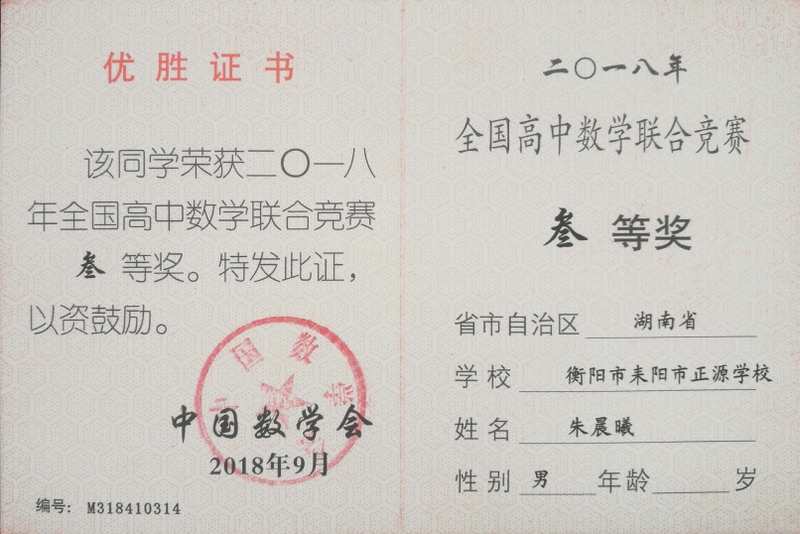 优胜证书
该同学荣获二〇一八
年全国高中数学联合竞赛
叁 等奖。特发此证，
以资鼓励。
中国数学会
中国数学会
2018年9月
编号：M318410314
二〇一八年
全国高中数学联合竞赛
叁 等奖
省市自治区 湖南省
学校 衡阳市耒阳市正源学校
姓名 朱晨曦
性别 男 年龄 岁